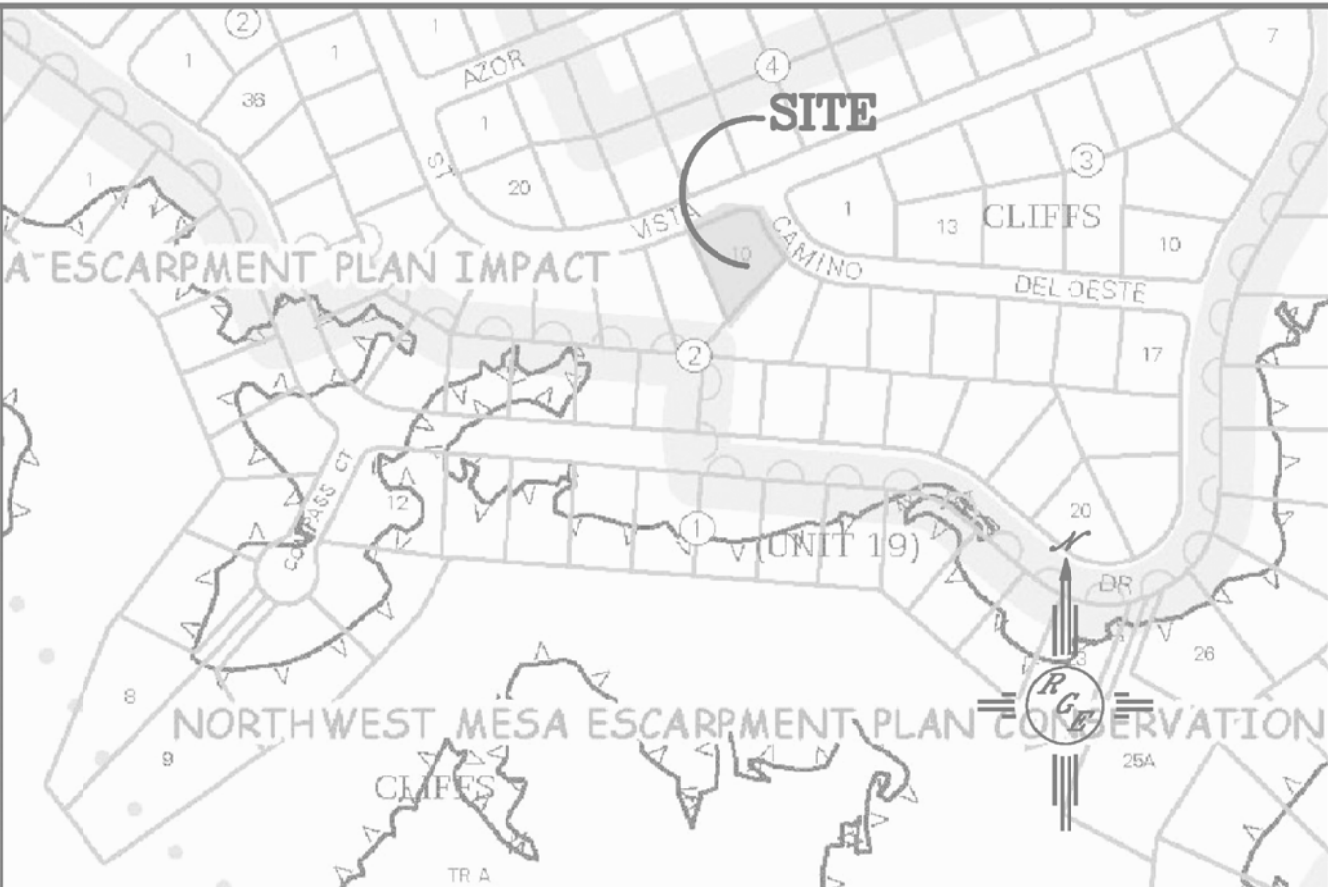 2
1
1
1
36
AZOR
4
7
SITE
1
ST
1
20
3
VISTA
10
CAMINO
1
13
CLIFFS
10
A ESCARPMENT PLAN IMPACT
DEL OESTE
2
17
COMPASS CT
12
1
(UNIT 19)
20
N
DR
26
8
R
G
E
NORTHWEST MESA ESCARPMENT PLAN CONSERVATION
9
25A
CLIFFS
TR A